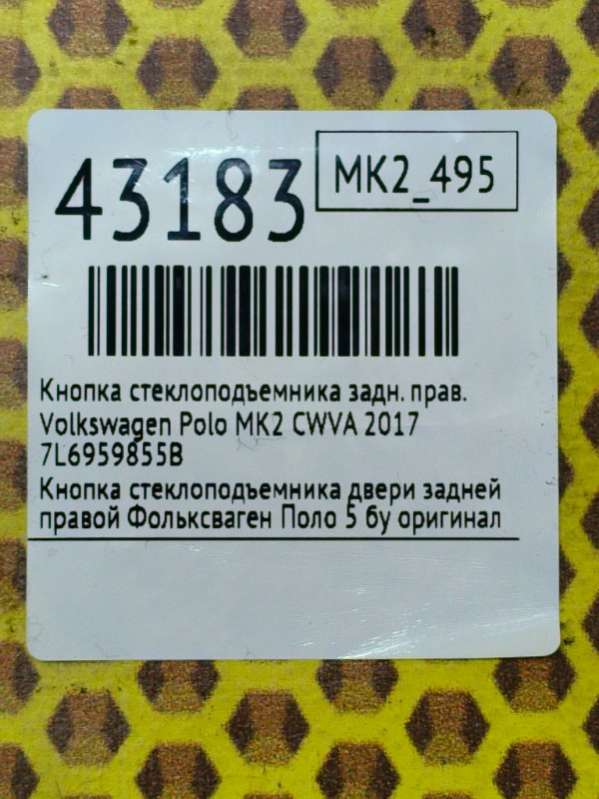 43183
MK2_495
Кнопка стеклоподъемника задн. прав.
Volkswagen Polo MK2 CWVA 2017
7L6959855B
Кнопка стеклоподъемника двери задней
правой Фольксваген Поло 5 бу оригинал